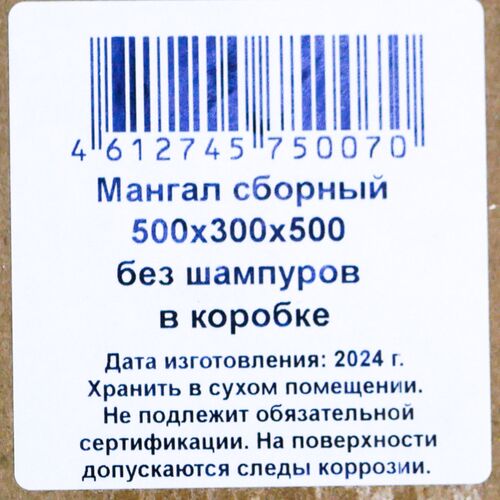 4 612745 750070
Мангал сборный
500х300х500
без шампуров
в коробке
Дата изготовления: 2024 г.
Хранить в сухом помещении.
Не подлежит обязательной
сертификации. На поверхности
допускаются следы коррозии.